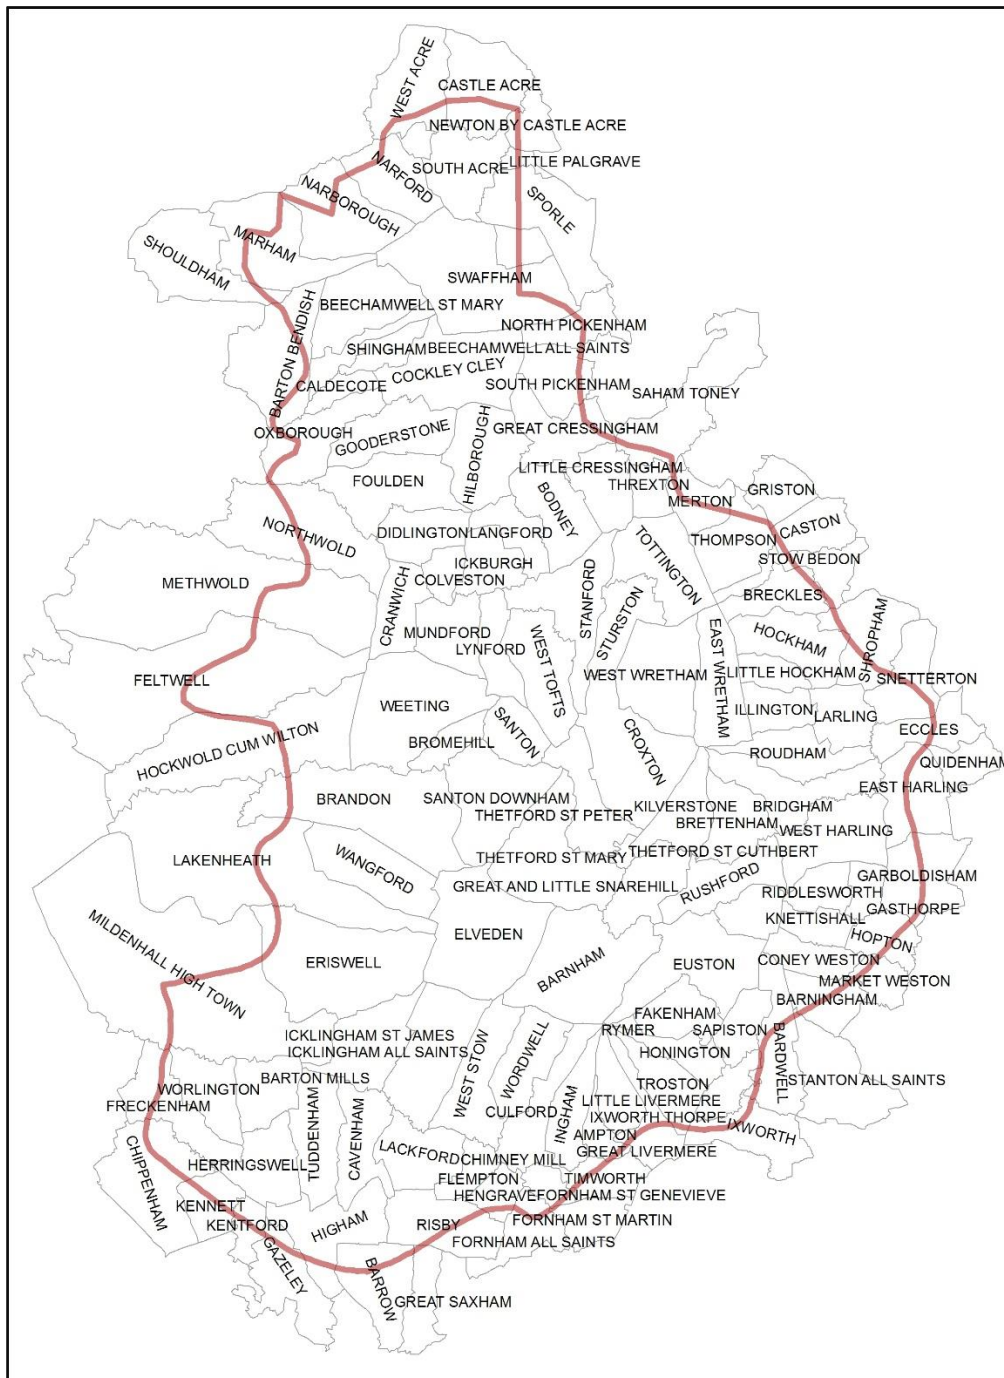 WEST ACRE
CASTLE ACRE
NEWTON BY CASTLE ACRE
NARFORD
SOUTH ACRE
LITTLE PALGRAVE
NARBOROUGH
SPORLE
MARHAM
SHOULDHAM
SWAFFHAM
BARTON BENDISH
BEECHAMWELL ST MARY
NORTH PICKENHAM
SHINGHAM
BEECHAMWELL ALL SAINTS
COCKLEY CLEY
CALDECOTE
SOUTH PICKENHAM
SAHAM TONEY
OXBOROUGH
GOODERSTONE
HILBOROUGH
GREAT CRESSINGHAM
FOULDEN
LITTLE CRESSINGHAM
THREXTON
BODNEY
MERTON
GRISTON
NORTHWOLD
DIDLINGTON
LANGFORD
TOTTINGTON
THOMPSON
CASTON
STOW BEDON
METHWOLD
CRANWICH
COLVESTON
ICKBURGH
STANFORD
STURSTON
BRECKLES
MUNDFORD
LYNFORD
WEST TOFTS
EAST WRETHAM
HOCKHAM
SHROPHAM
FELTWELL
WEST WRETHAM
LITTLE HOCKHAM
SNETTERTON
WEETING
SANTON
ILLINGTON
LARLING
ECCLES
HOCKWOLD CUM WILTON
BROMEHILL
CROXTON
ROUDHAM
QUIDENHAM
BRANDON
SANTON DOWNHAM
THETFORD ST PETER
KILVERSTONE
BRIDGHAM
EAST HARLING
BRETTENHAM
WEST HARLING
LAKENHEATH
WANGFORD
THETFORD ST MARY
THETFORD ST CUTHBERT
GREAT AND LITTLE SNAREHILL
RUSHFORD
RIDDLESWORTH
GARBOLDISHAM
GASTHORPE
MILDENHALL HIGH TOWN
ELVEDEN
KNETTISHALL
HOPTON
ERISWELL
BARNHAM
EUSTON
CONEY WESTON
MARKET WESTON
BARNINGHAM
ICKLINGHAM ST JAMES
ICKLINGHAM ALL SAINTS
WEST STOW
WORDWELL
FAKENHAM
RYMER
SAPISTON
HONINGTON
BARDWELL
WORLINGTON
BARTON MILLS
TROSTON
STANTON ALL SAINTS
FRECKENHAM
TUDDENHAM
CAVENHAM
CULFORD
INGHAM
LITTLE LIVERMERE
IXWORTH THORPE
IXWORTH
CHIPPENHAM
HERRINGSWELL
LACKFORD
CHIMNEY MILL
AMPTON
GREAT LIVERMERE
FLEMPTON
TIMWORTH
KENNETT
HENGRAVE
FORNHAM ST GENEVIEVE
KENTFORD
HIGHAM
RISBY
FORNHAM ST MARTIN
FORNHAM ALL SAINTS
GAZELEY
BARROW
GREAT SAXHAM